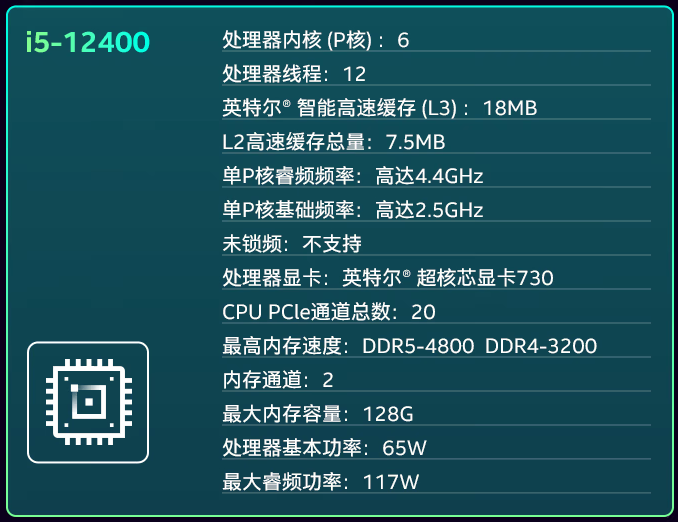 i5-12400
处理器内核 (P核) : 6
处理器线程: 12
英特尔® 智能高速缓存 (L3) : 18MB
L2高速缓存总量: 7.5MB
单P核睿频频率: 高达4.4GHz
单P核基础频率: 高达2.5GHz
未锁频: 不支持
处理器显卡: 英特尔® 超核芯显卡730
CPU PCle通道总数: 20
最高内存速度: DDR5-4800 DDR4-3200
内存通道: 2
最大内存容量: 128G
处理器基本功率: 65W
最大睿频功率: 117W